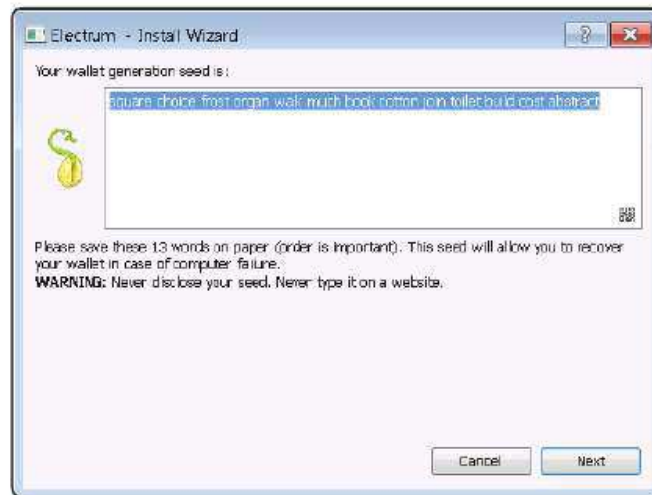 Electrum - Install Wizard
Your wallet generation seed is:
square choice frost organ walk much book cotton join toilet build cost abstract
Please save these 13 words on paper (order is important). This seed will allow you to recover
your wallet in case of computer failure.
WARNING: Never disclose your seed. Never type it on a website.
Cancel
Next